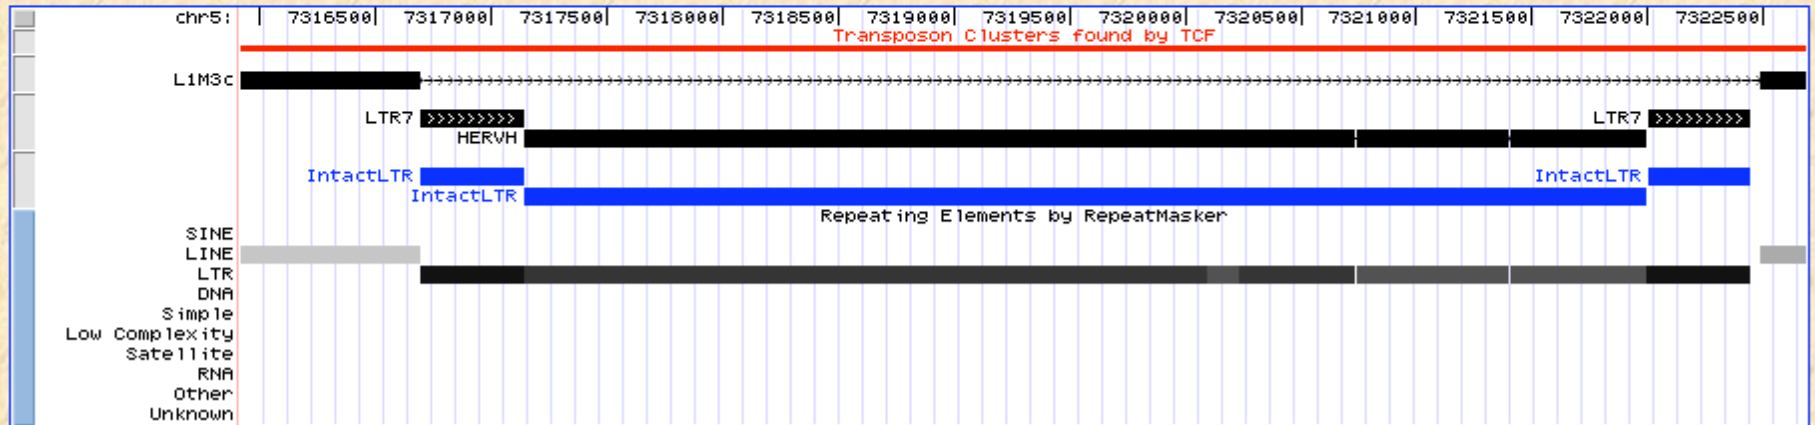 chr5: 7316500| 7317000| 7317500| 7318000| 7318500| 7319000| 7319500| 7320000| 7320500| 7321000| 7321500| 7322000| 7322500|
Transposon Clusters found by TCF
L1M3c
LTR7 LTR7
HERVH
IntactLTR IntactLTR
IntactLTR
Repeating Elements by RepeatMasker
SINE
LINE
LTR
DNA
Simple
Low Complexity
Satellite
RNA
Other
Unknown